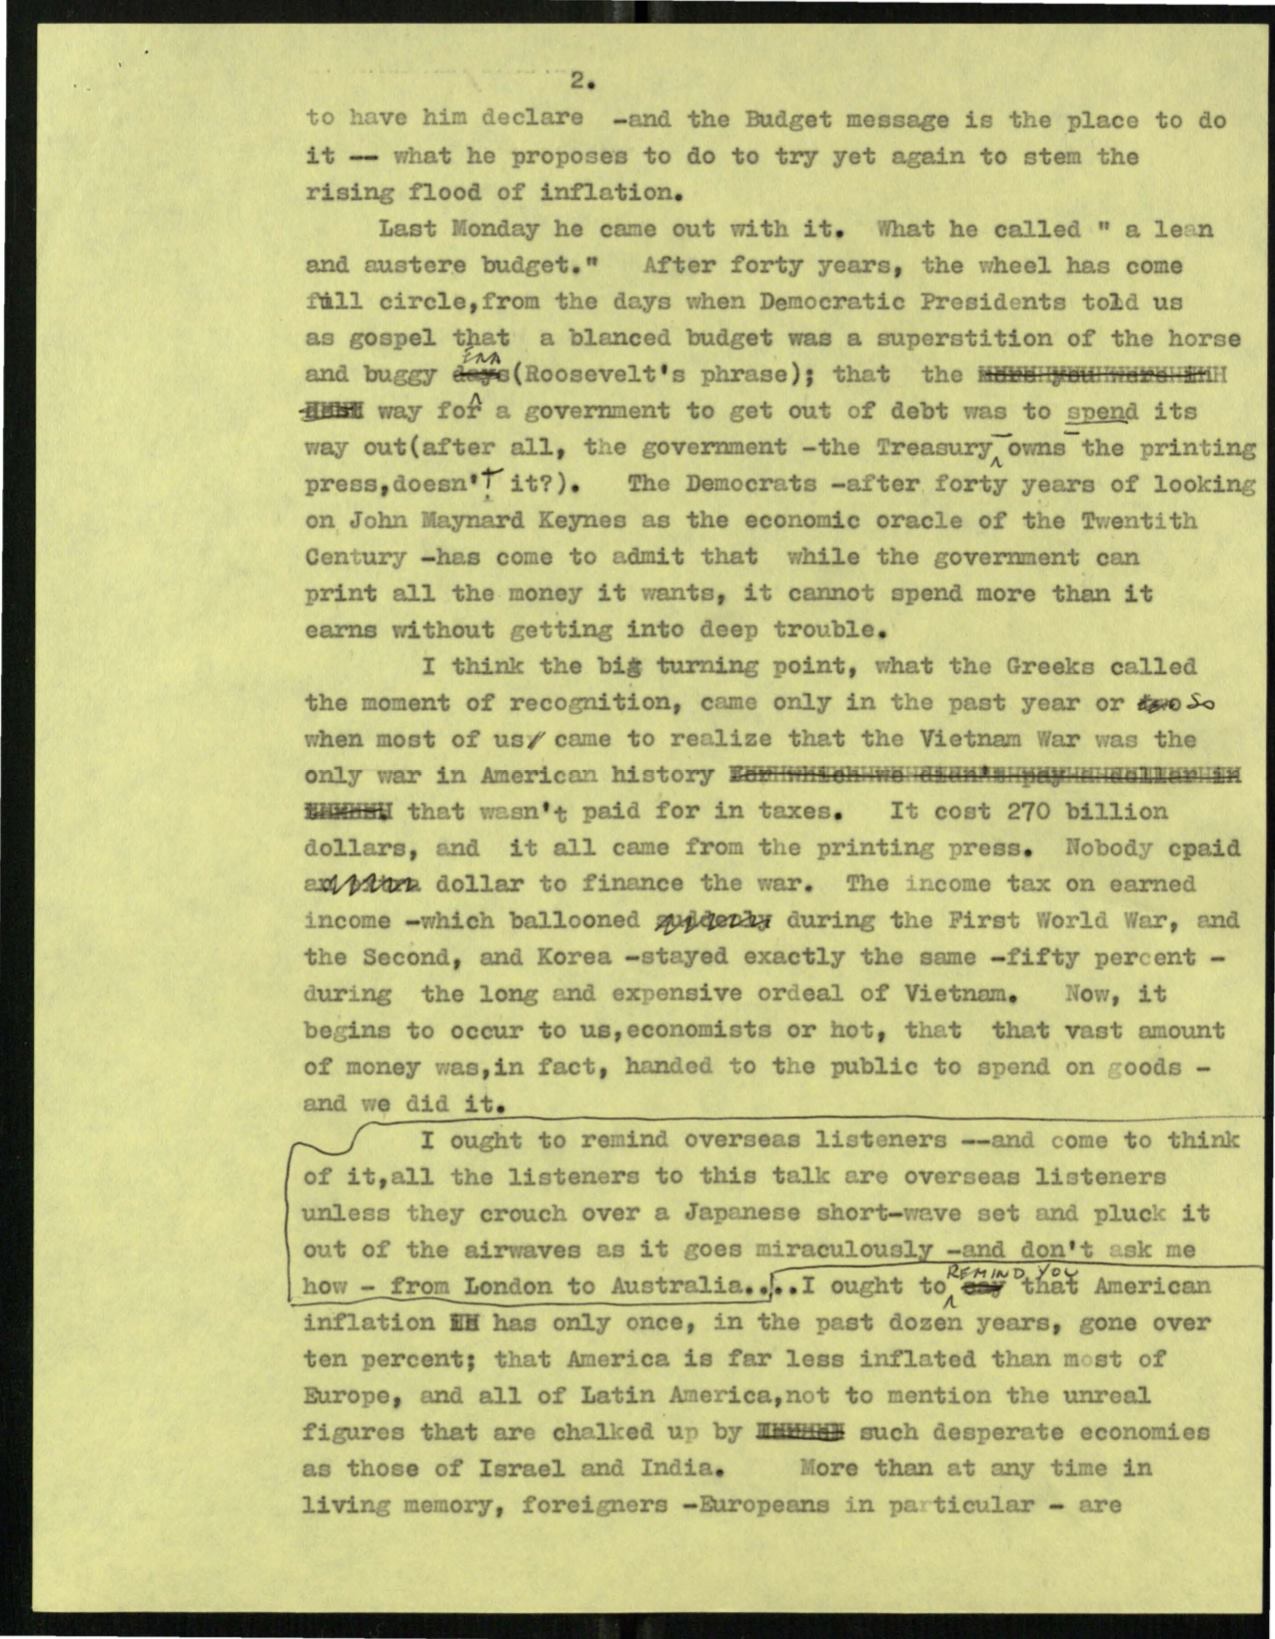 2.
to have him declare -and the Budget message is the place to do
it -- what he proposes to do to try yet again to stem the
rising flood of inflation.
Last Monday he came out with it. What he called " a lean
and austere budget." After forty years, the wheel has come
full circle,from the days when Democratic Presidents told us
as gospel that a blanced budget was a superstition of the horse
ERA
and buggy days(Roosevelt's phrase); that the
way for a government to get out of debt was to spend its
way out(after all, the government -the Treasury- owns the printing
press,doesn't it?). The Democrats -after forty years of looking
on John Maynard Keynes as the economic oracle of the Twentith
Century -has come to admit that while the government can
print all the money it wants, it cannot spend more than it
earns without getting into deep trouble.
I think the big turning point, what the Greeks called
the moment of recognition, came only in the past year or two so
when most of us came to realize that the Vietnam War was the
only war in American history for which we didn't pay a dollar in
that wasn't paid for in taxes. It cost 270 billion
dollars, and it all came from the printing press. Nobody cpaid
a dollar to finance the war. The income tax on earned
income -which ballooned suddenly during the First World War, and
the Second, and Korea -stayed exactly the same -fifty percent -
during the long and expensive ordeal of Vietnam. Now, it
begins to occur to us,economists or hot, that that vast amount
of money was,in fact, handed to the public to spend on goods -
and we did it.
I ought to remind overseas listeners --and come to think
of it,all the listeners to this talk are overseas listeners
unless they crouch over a Japanese short-wave set and pluck it
out of the airwaves as it goes miraculously -and don't ask me
REMIND YOU
how - from London to Australia....I ought to say that American
inflation has only once, in the past dozen years, gone over
ten percent; that America is far less inflated than most of
Europe, and all of Latin America,not to mention the unreal
figures that are chalked up by such desperate economies
as those of Israel and India. More than at any time in
living memory, foreigners -Europeans in particular - are